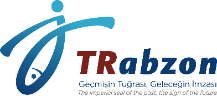 TRabzon
Geçmişin Tuğrası, Geleceğin İmzası
The imperial seal of the past, the sign of the future